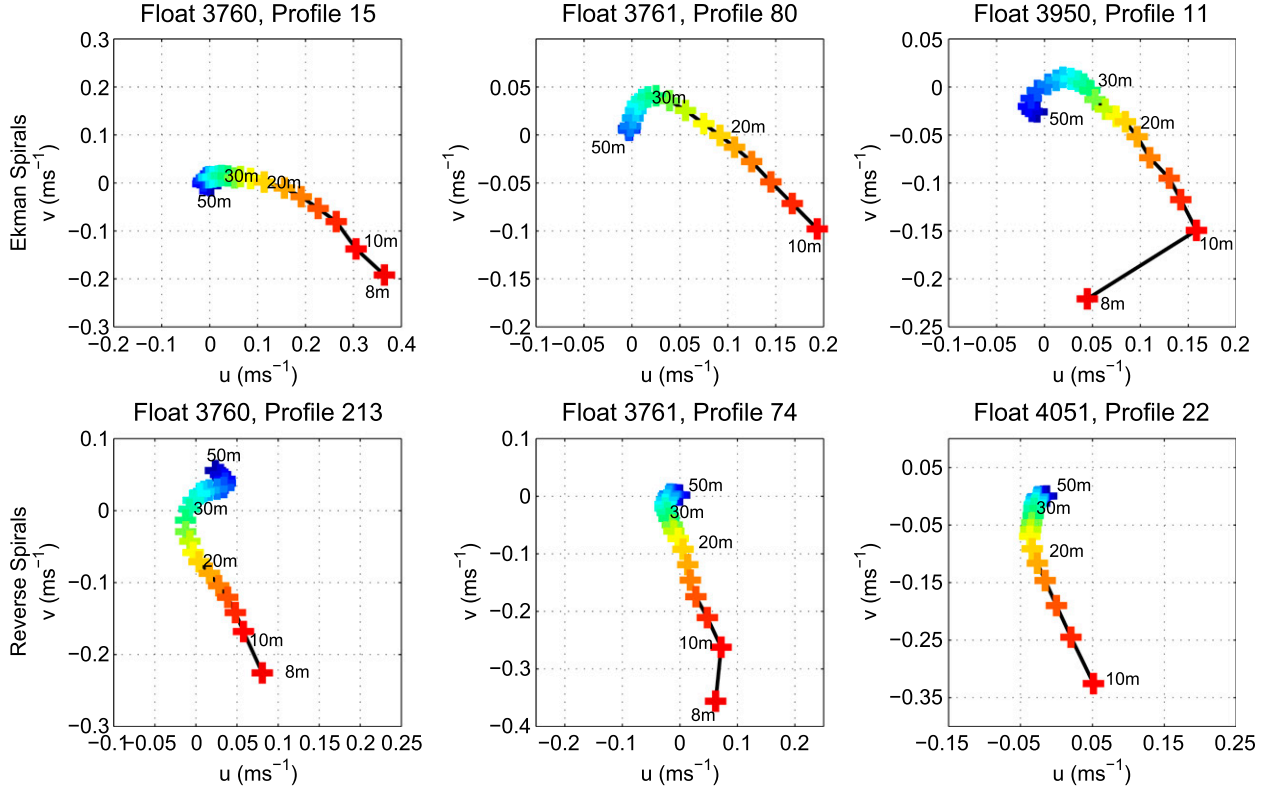 Float 3760, Profile 15
Float 3761, Profile 80
Float 3950, Profile 11
Ekman Spirals
v (ms−1)
0.3
0.2
0.1
0
−0.1
−0.2
−0.3
30m
20m
50m
10m
8m
−0.2
−0.1
0
0.1
0.2
0.3
0.4
u (ms−1)
v (ms−1)
0.05
0
−0.05
−0.1
−0.15
−0.2
30m
20m
50m
10m
−0.1
−0.05
0
0.05
0.1
0.15
0.2
u (ms−1)
v (ms−1)
0.05
0
−0.05
−0.1
−0.15
−0.2
−0.25
30m
50m
20m
10m
8m
−0.1
−0.05
0
0.05
0.1
0.15
0.2
u (ms−1)
Float 3760, Profile 213
Float 3761, Profile 74
Float 4051, Profile 22
Reverse Spirals
v (ms−1)
0.1
0
−0.1
−0.2
−0.3
50m
30m
20m
10m
8m
−0.1
−0.05
0
0.05
0.1
0.15
0.2
0.25
u (ms−1)
v (ms−1)
0.1
0
−0.1
−0.2
−0.3
−0.4
50m
30m
20m
10m
8m
−0.2
−0.1
0
0.1
0.2
u (ms−1)
v (ms−1)
0.05
−0.05
−0.15
−0.25
−0.35
50m
30m
20m
10m
−0.15
−0.05
0.05
0.15
0.25
u (ms−1)